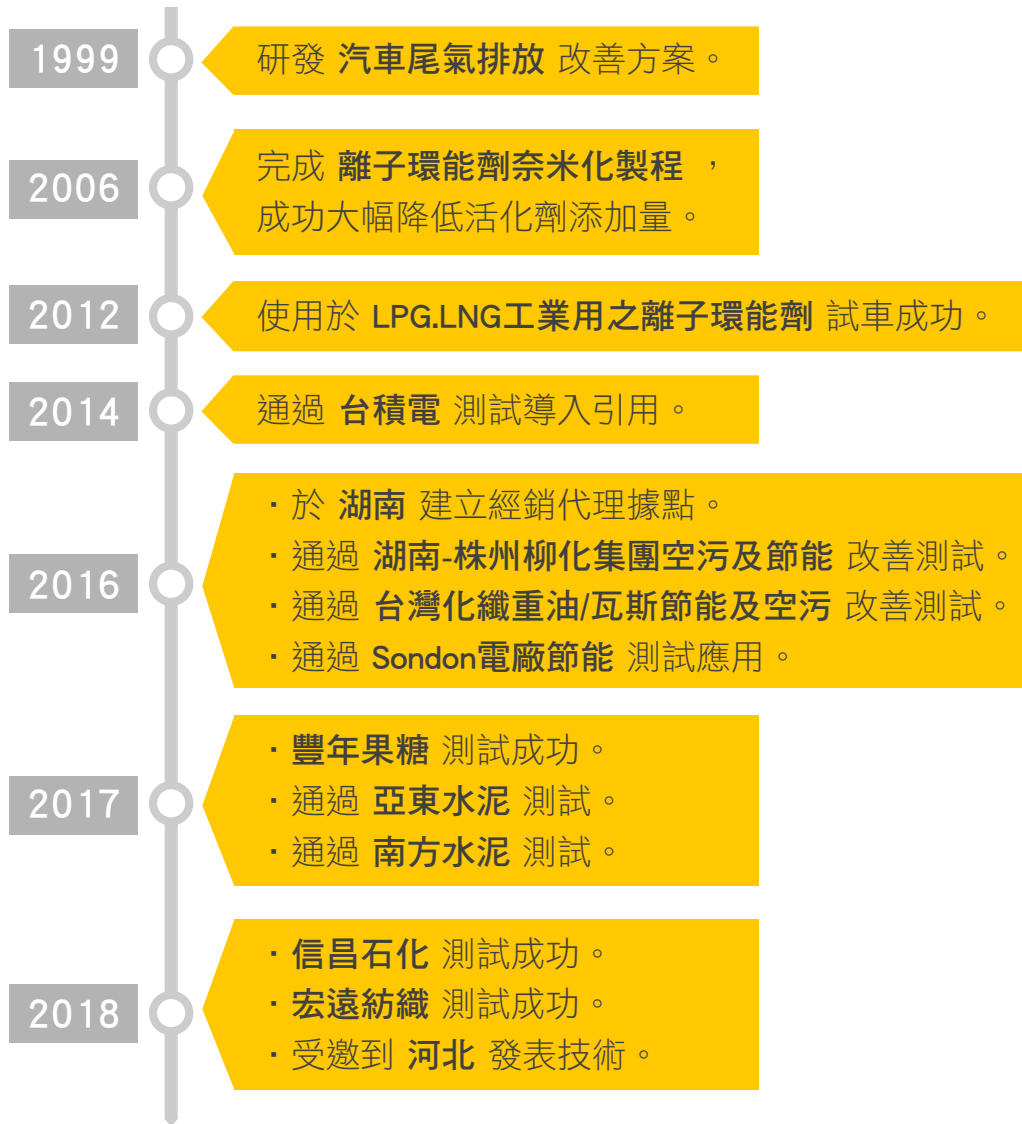 1999
研發 汽車尾氣排放 改善方案。
2006
完成 離子環能劑奈米化製程 ，
成功大幅降低活化劑添加量。
2012
使用於 LPG.LNG工業用之離子環能劑 試車成功。
2014
通過 台積電 測試導入引用。
2016
·於 湖南 建立經銷代理據點。
·通過 湖南-株州柳化集團空污及節能 改善測試。
·通過 台灣化纖重油/瓦斯節能及空污 改善測試。
·通過 Sondon電廠節能 測試應用。
2017
·豐年果糖 測試成功。
·通過 亞東水泥 測試。
·通過 南方水泥 測試。
2018
·信昌石化 測試成功。
·宏遠紡織 測試成功。
·受邀到 河北 發表技術。